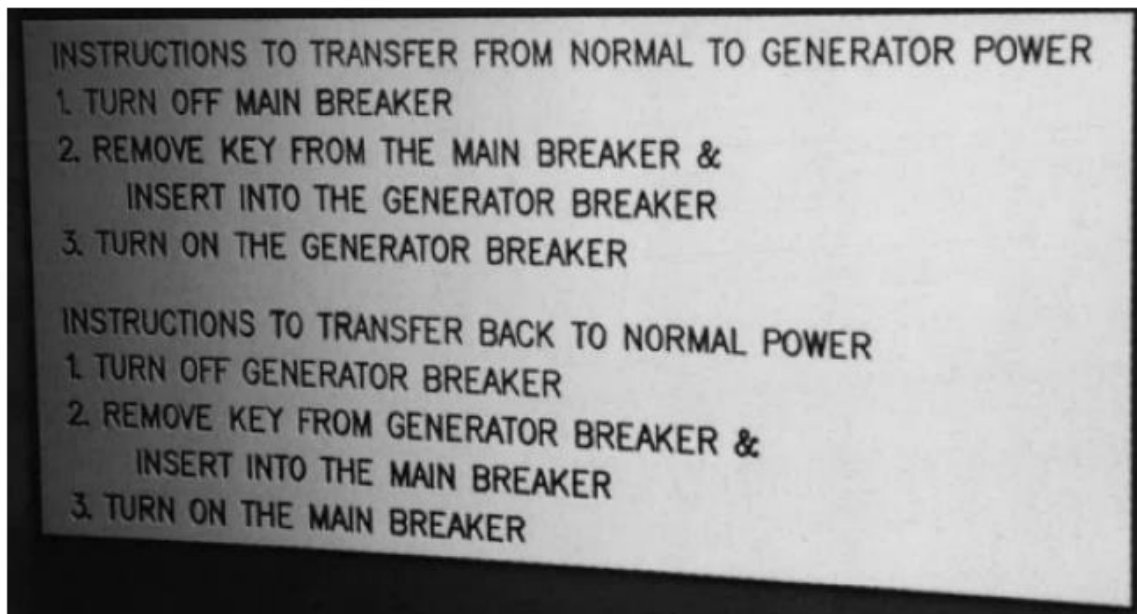 INSTRUCTIONS TO TRANSFER FROM NORMAL TO GENERATOR POWER
1. TURN OFF MAIN BREAKER
2. REMOVE KEY FROM THE MAIN BREAKER &
INSERT INTO THE GENERATOR BREAKER
3. TURN ON THE GENERATOR BREAKER
INSTRUCTIONS TO TRANSFER BACK TO NORMAL POWER
1. TURN OFF GENERATOR BREAKER
2. REMOVE KEY FROM GENERATOR BREAKER &
INSERT INTO THE MAIN BREAKER
3. TURN ON THE MAIN BREAKER